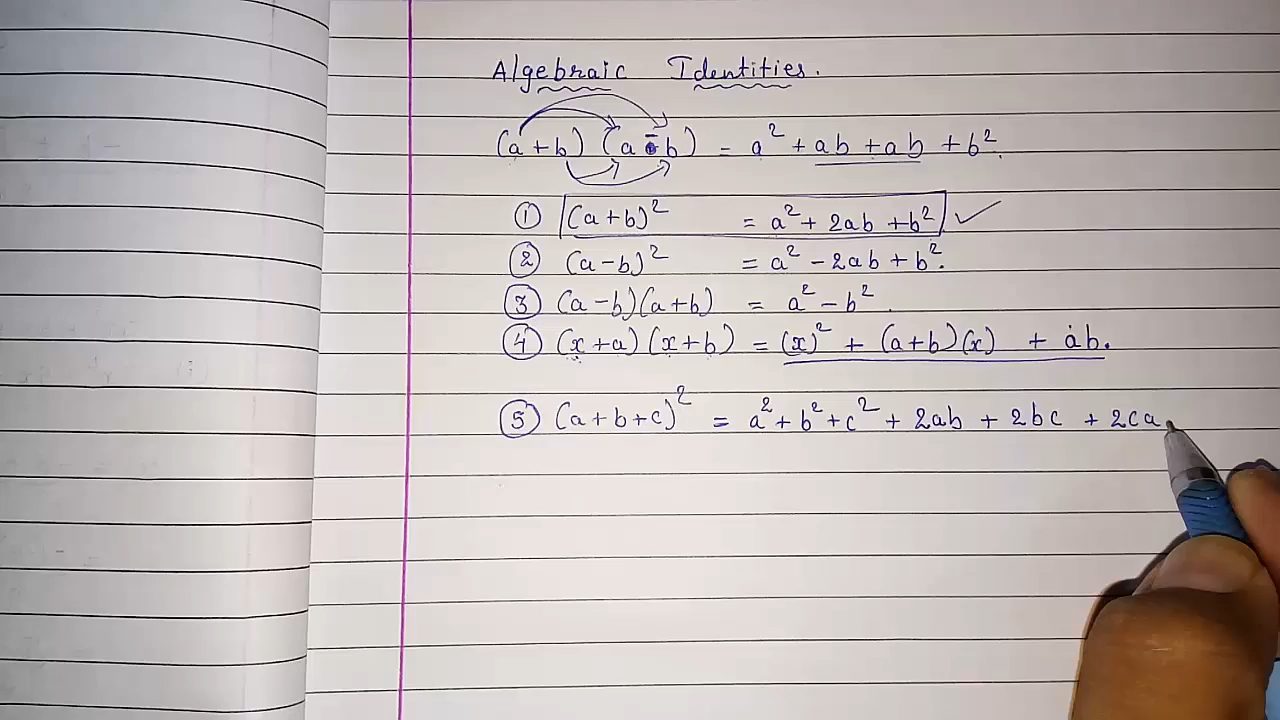 Algebraic Identities.
(a + b) (a - b) = a² + ab + ab + b².
① (a + b)² = a² + 2ab + b² ✓
② (a - b)² = a² - 2ab + b².
③ (a - b)(a + b) = a² - b².
④ (x + a)(x + b) = (x)² + (a + b)(x) + ab.
⑤ (a + b + c)² = a² + b² + c² + 2ab + 2bc + 2ca